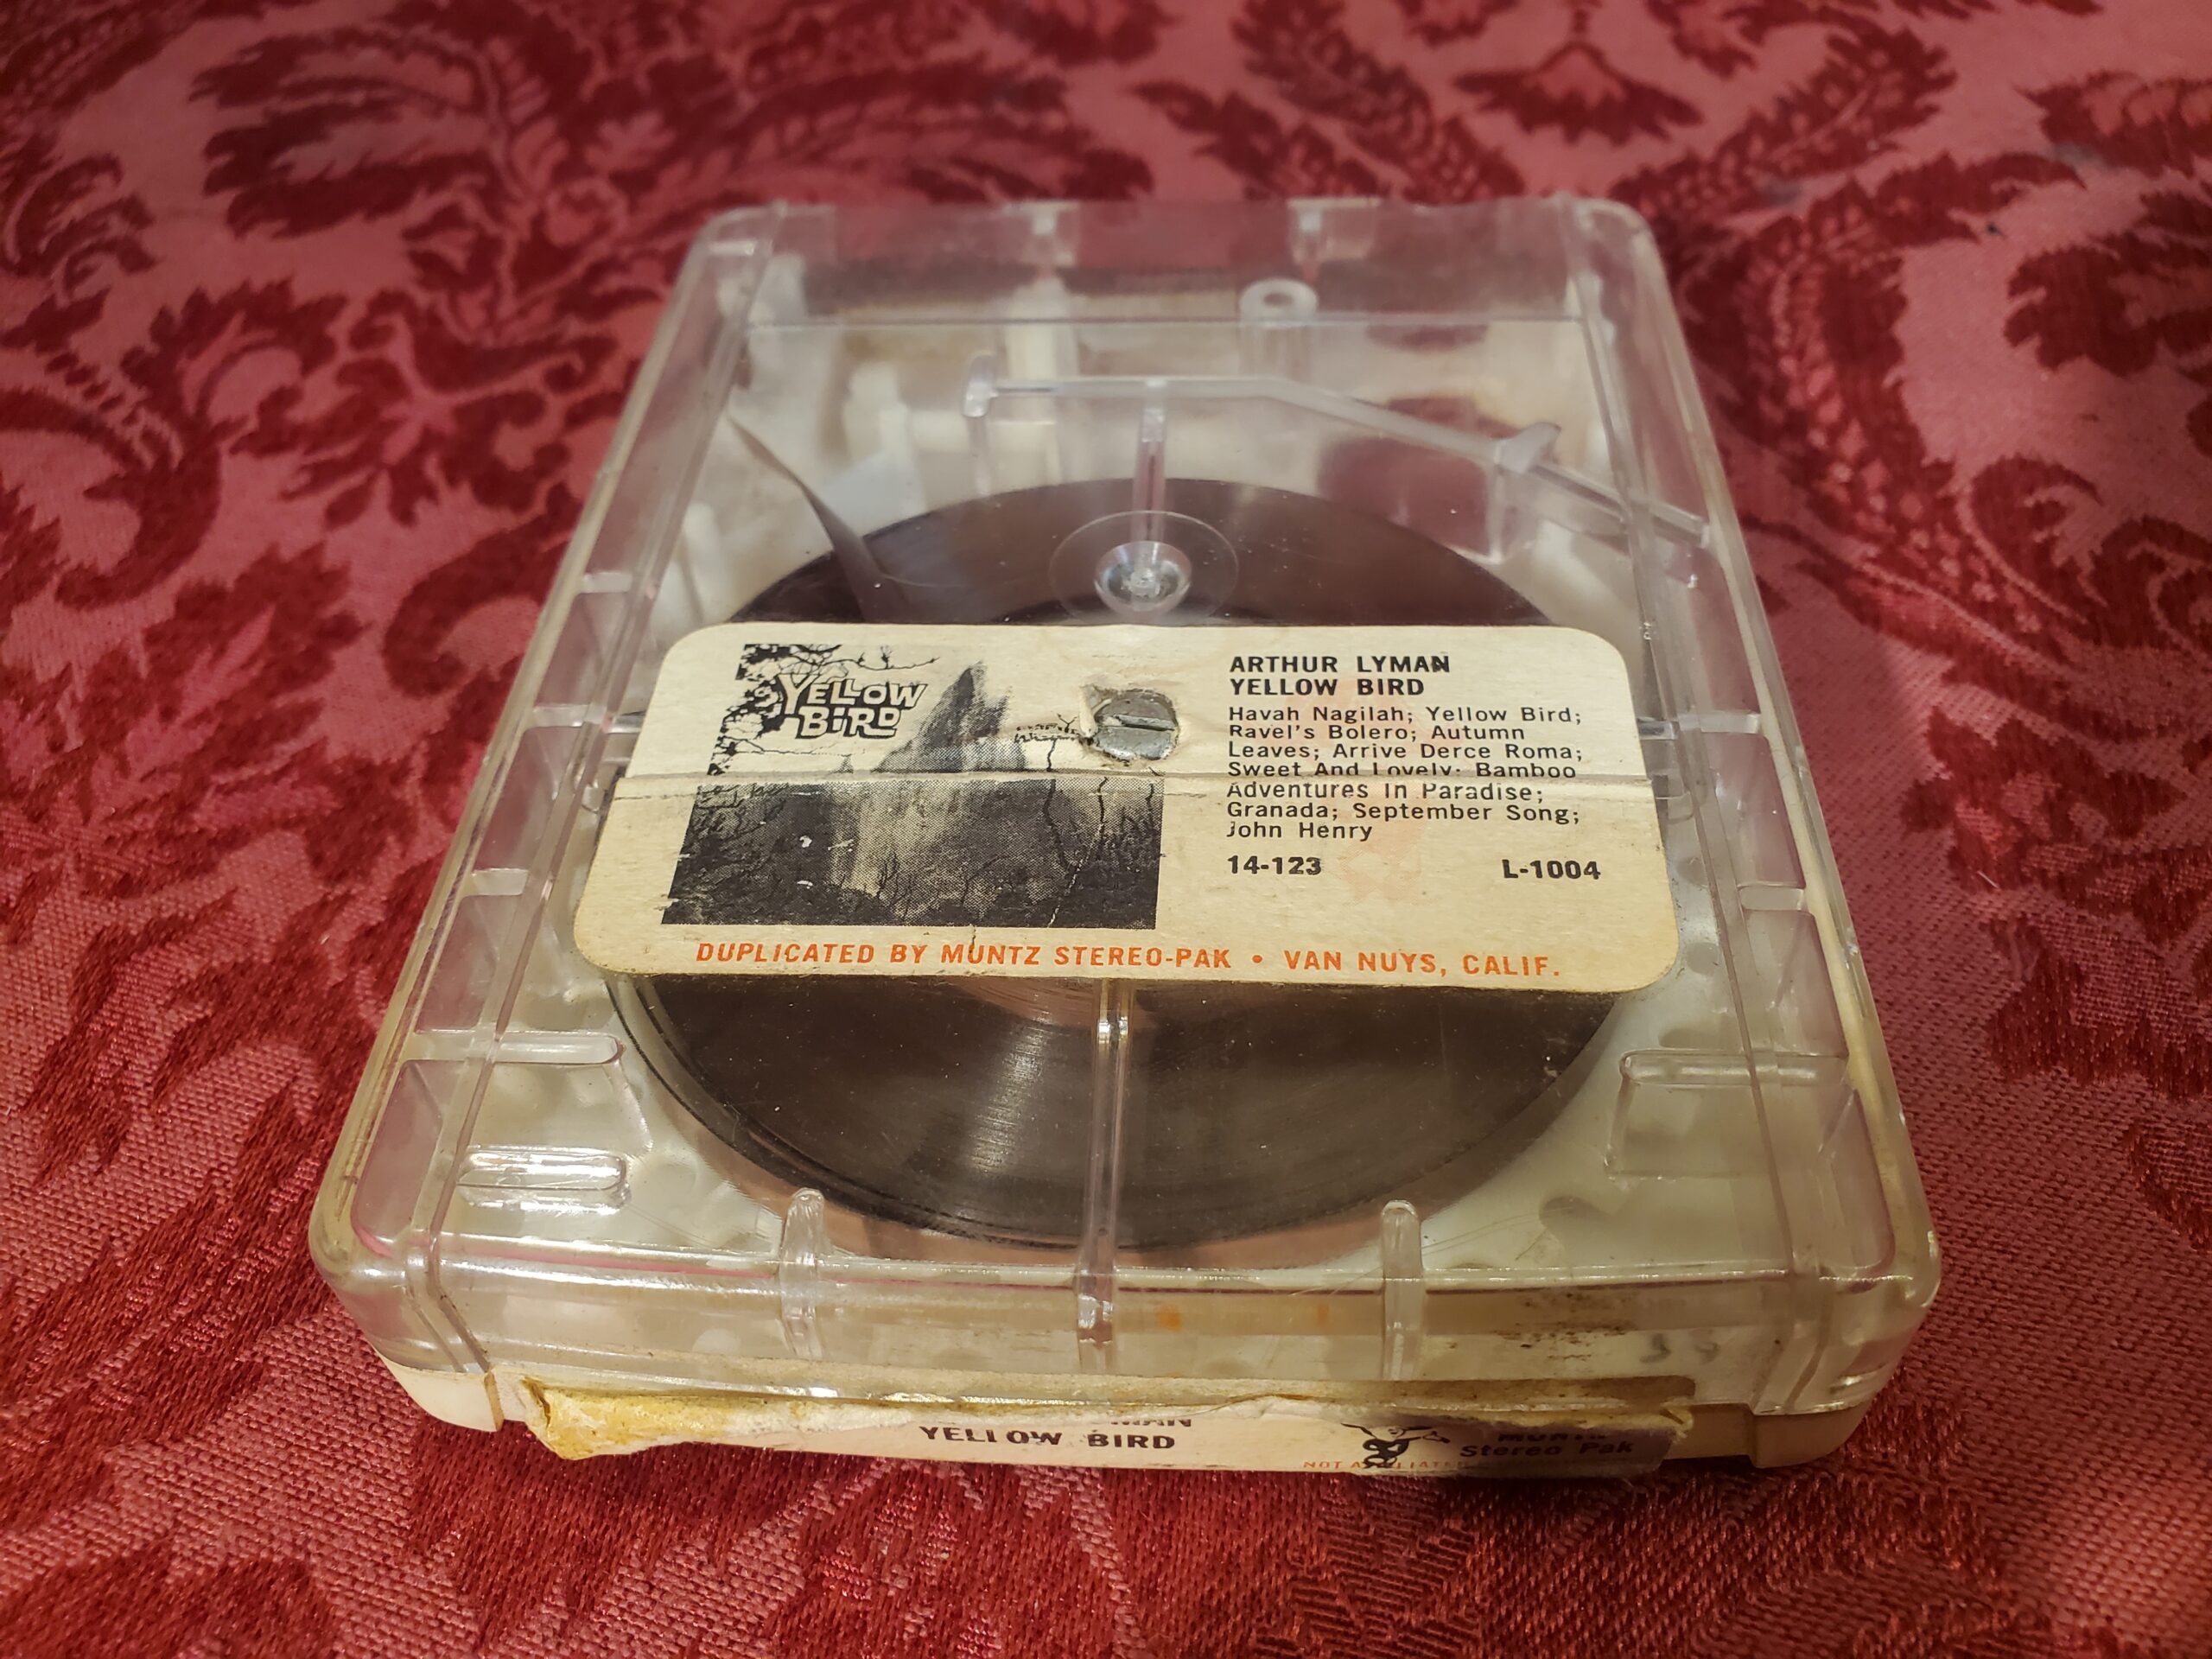 YELLOW
BIRD
ARTHUR LYMAN
YELLOW BIRD
Havah Nagilah; Yellow Bird;
Ravel's Bolero; Autumn
Leaves; Arrive Derce Roma;
Sweet And Lovely; Bamboo
Adventures In Paradise;
Granada; September Song;
John Henry
14-123 L-1004
DUPLICATED BY MUNTZ STEREO-PAK • VAN NUYS, CALIF.
YELLOW BIRD
Stereo Pak
NOT AFFILIATED